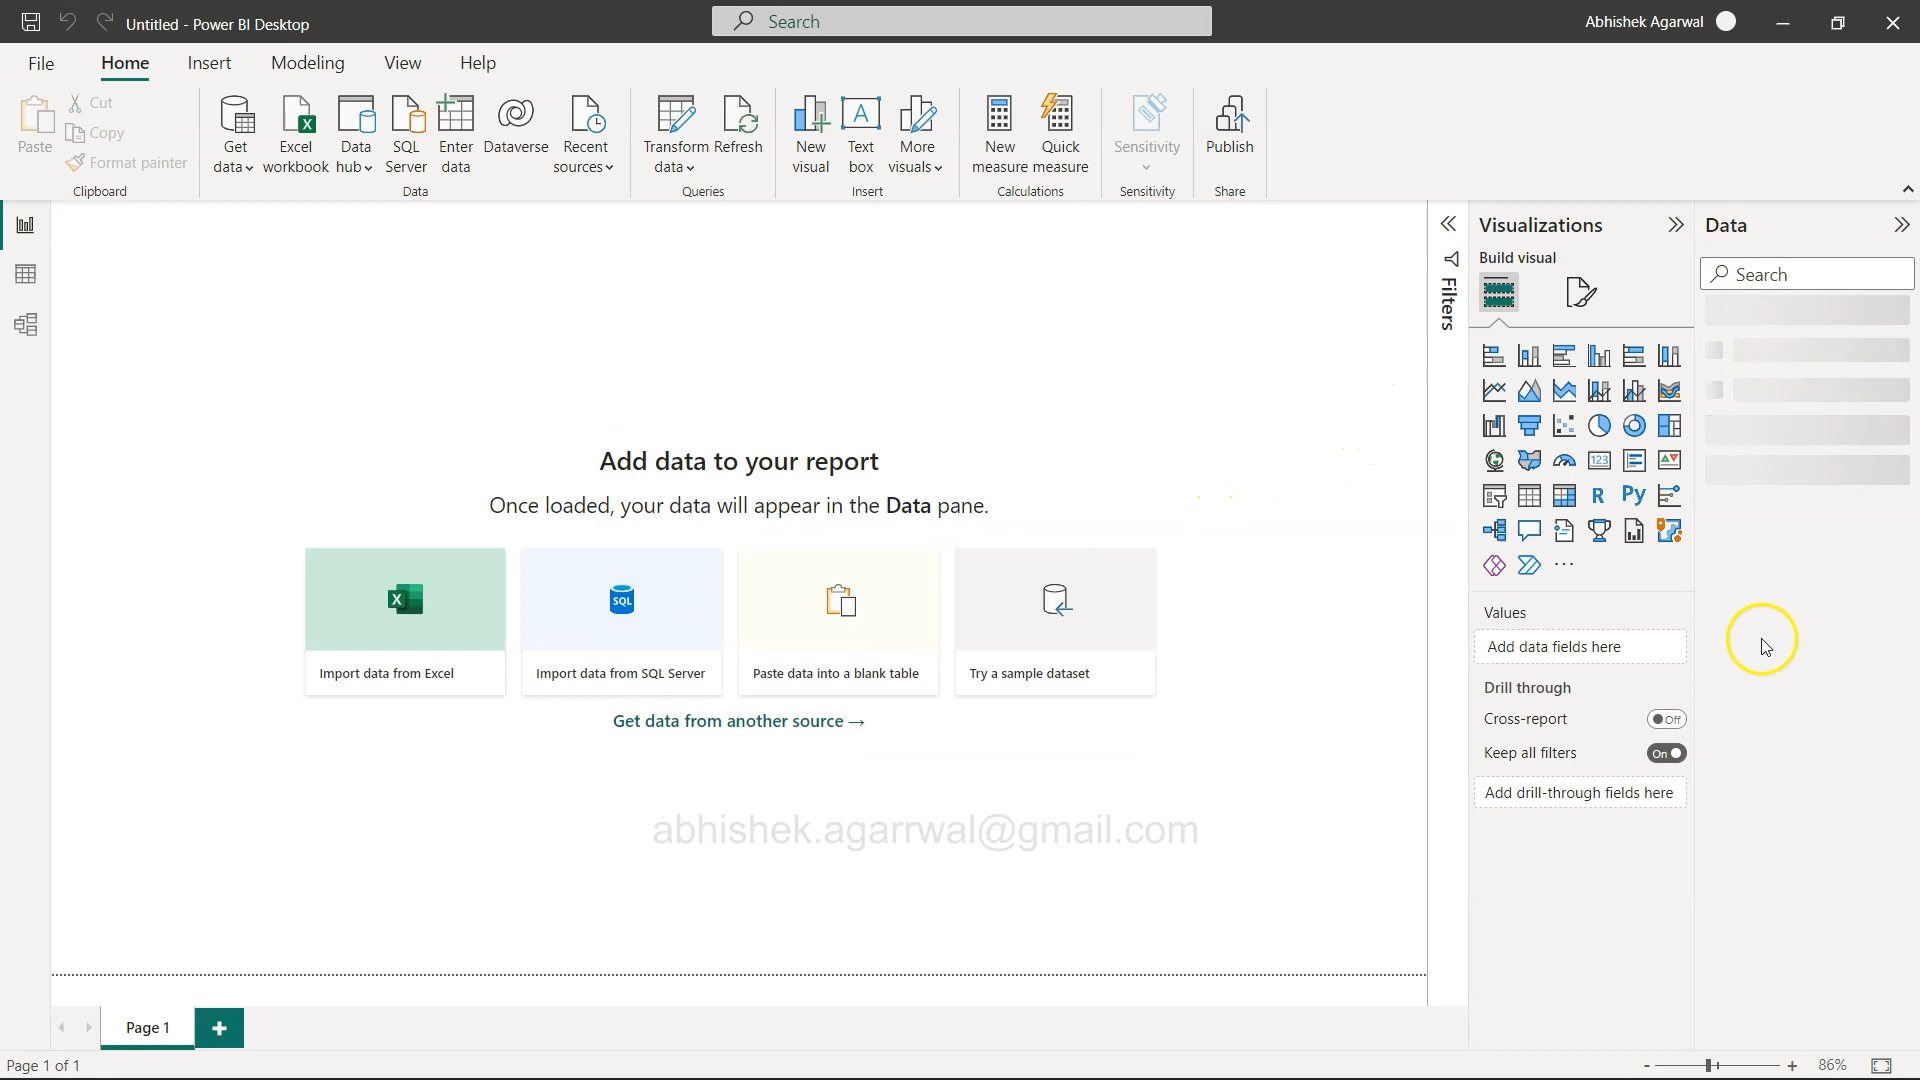 Untitled - Power BI Desktop
Search
Abhishek Agarwal
File
Home
Insert
Modeling
View
Help
Paste
Cut
Copy
Format painter
Clipboard
Get data
Excel workbook
Data hub
SQL Server
Enter data
Dataverse
Recent sources
Data
Transform data
Refresh
Queries
New visual
Text box
More visuals
Insert
New measure
Quick measure
Calculations
Sensitivity
Sensitivity
Publish
Share
Filters
Visualizations
Build visual
123
R
Py
Values
Add data fields here
Drill through
Cross-report
Off
Keep all filters
On
Add drill-through fields here
Data
Search
Add data to your report
Once loaded, your data will appear in the Data pane.
SQL
Import data from Excel
Import data from SQL Server
Paste data into a blank table
Try a sample dataset
Get data from another source →
abhishek.agarrwal@gmail.com
Page 1
Page 1 of 1
86%